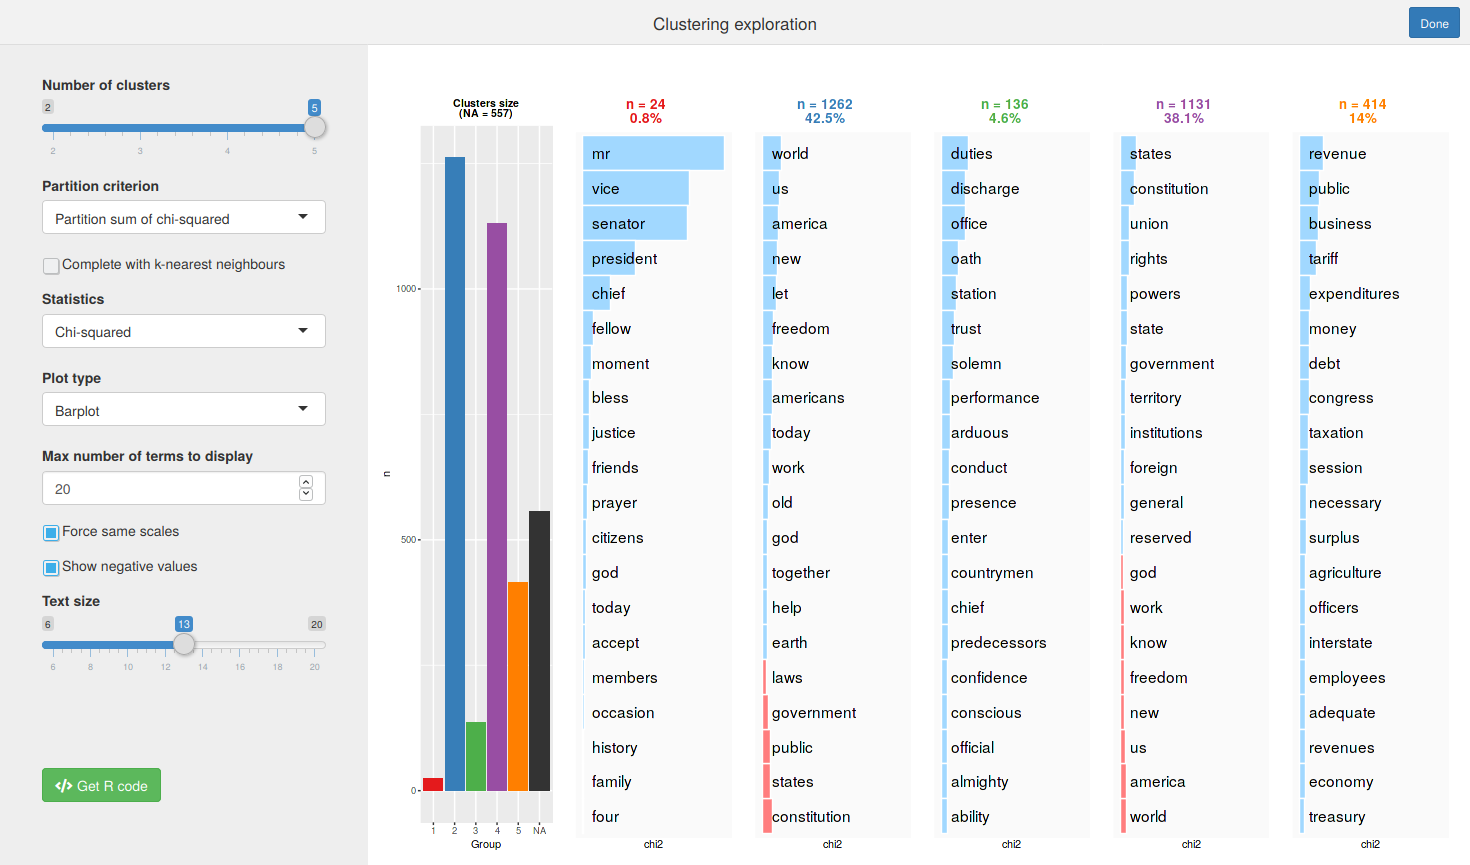 Clustering exploration
Done
Number of clusters
2
5
2 3 4 5
Partition criterion
Partition sum of chi-squared
Complete with k-nearest neighbours
Statistics
Chi-squared
Plot type
Barplot
Max number of terms to display
20
Force same scales
Show negative values
Text size
6
13
20
6 8 10 12 14 16 18 20
Get R code
Clusters size
(NA = 557)
n
1000
500
0
1 2 3 4 5 NA
Group
n = 24
0.8%
mr
vice
senator
president
chief
fellow
moment
bless
justice
friends
prayer
citizens
god
today
accept
members
occasion
history
family
four
chi2
n = 1262
42.5%
world
us
america
new
let
freedom
know
americans
today
work
old
god
together
help
earth
laws
government
public
states
constitution
chi2
n = 136
4.6%
duties
discharge
office
oath
station
trust
solemn
performance
arduous
conduct
presence
enter
countrymen
chief
predecessors
confidence
conscious
official
almighty
ability
chi2
n = 1131
38.1%
states
constitution
union
rights
powers
state
government
territory
institutions
foreign
general
reserved
god
work
know
freedom
new
us
america
world
chi2
n = 414
14%
revenue
public
business
tariff
expenditures
money
debt
congress
taxation
session
necessary
surplus
agriculture
officers
interstate
employees
adequate
revenues
economy
treasury
chi2